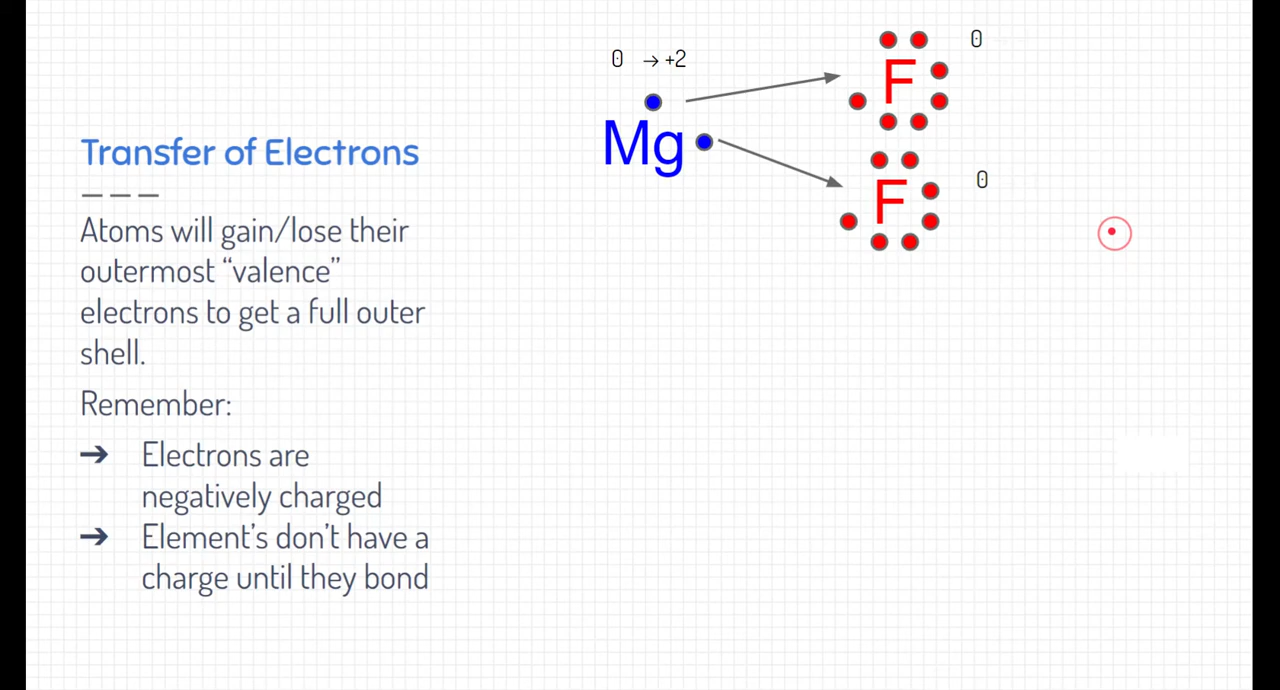 Transfer of Electrons
Atoms will gain/lose their
outermost “valence”
electrons to get a full outer
shell.
Remember:
➔ Electrons are
negatively charged
➔ Element’s don’t have a
charge until they bond
0 → +2
Mg
F
0
F
0